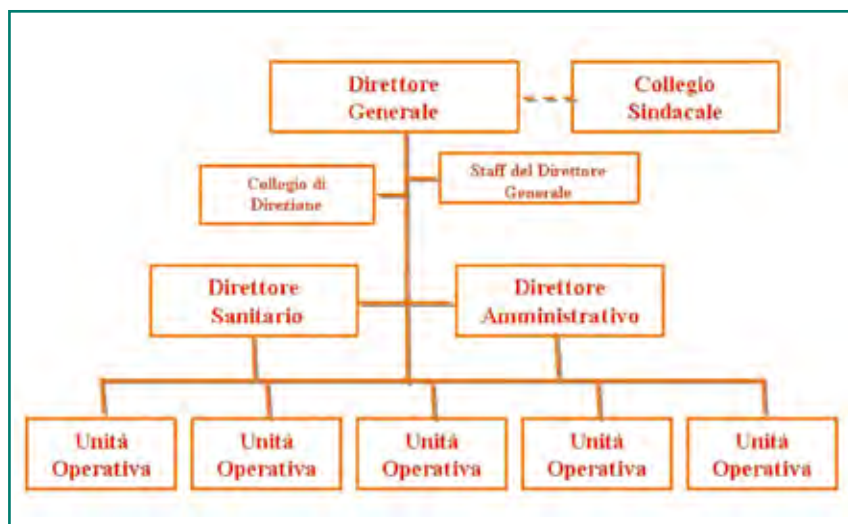 Direttore
Generale
Collegio
Sindacale
Collegio di
Direzione
Staff del Direttore
Generale
Direttore
Sanitario
Direttore
Amministrativo
Unità
Operativa
Unità
Operativa
Unità
Operativa
Unità
Operativa
Unità
Operativa